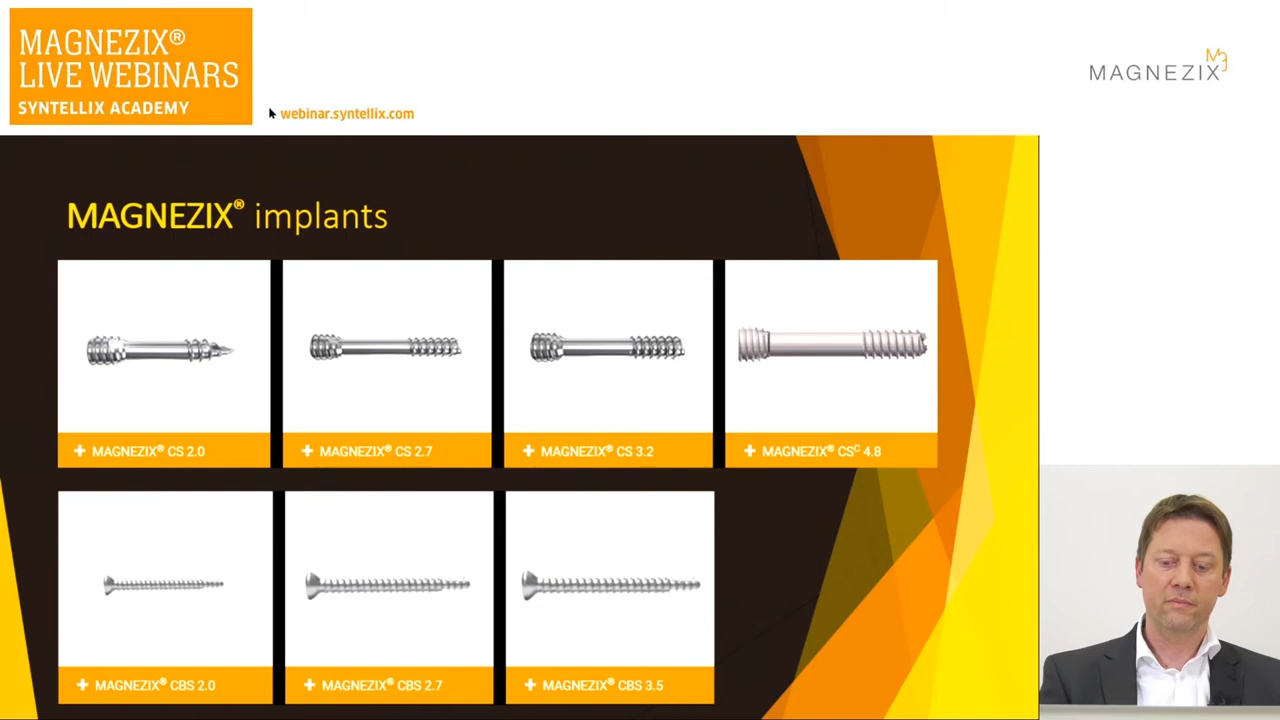 MAGNEZIX®
LIVE WEBINARS
SYNTELLIX ACADEMY
webinar.syntellix.com
MAGNEZIX
MAGNEZIX® implants
+ MAGNEZIX® CS 2.0
+ MAGNEZIX® CS 2.7
+ MAGNEZIX® CS 3.2
+ MAGNEZIX® CSᶜ 4.8
+ MAGNEZIX® CBS 2.0
+ MAGNEZIX® CBS 2.7
+ MAGNEZIX® CBS 3.5